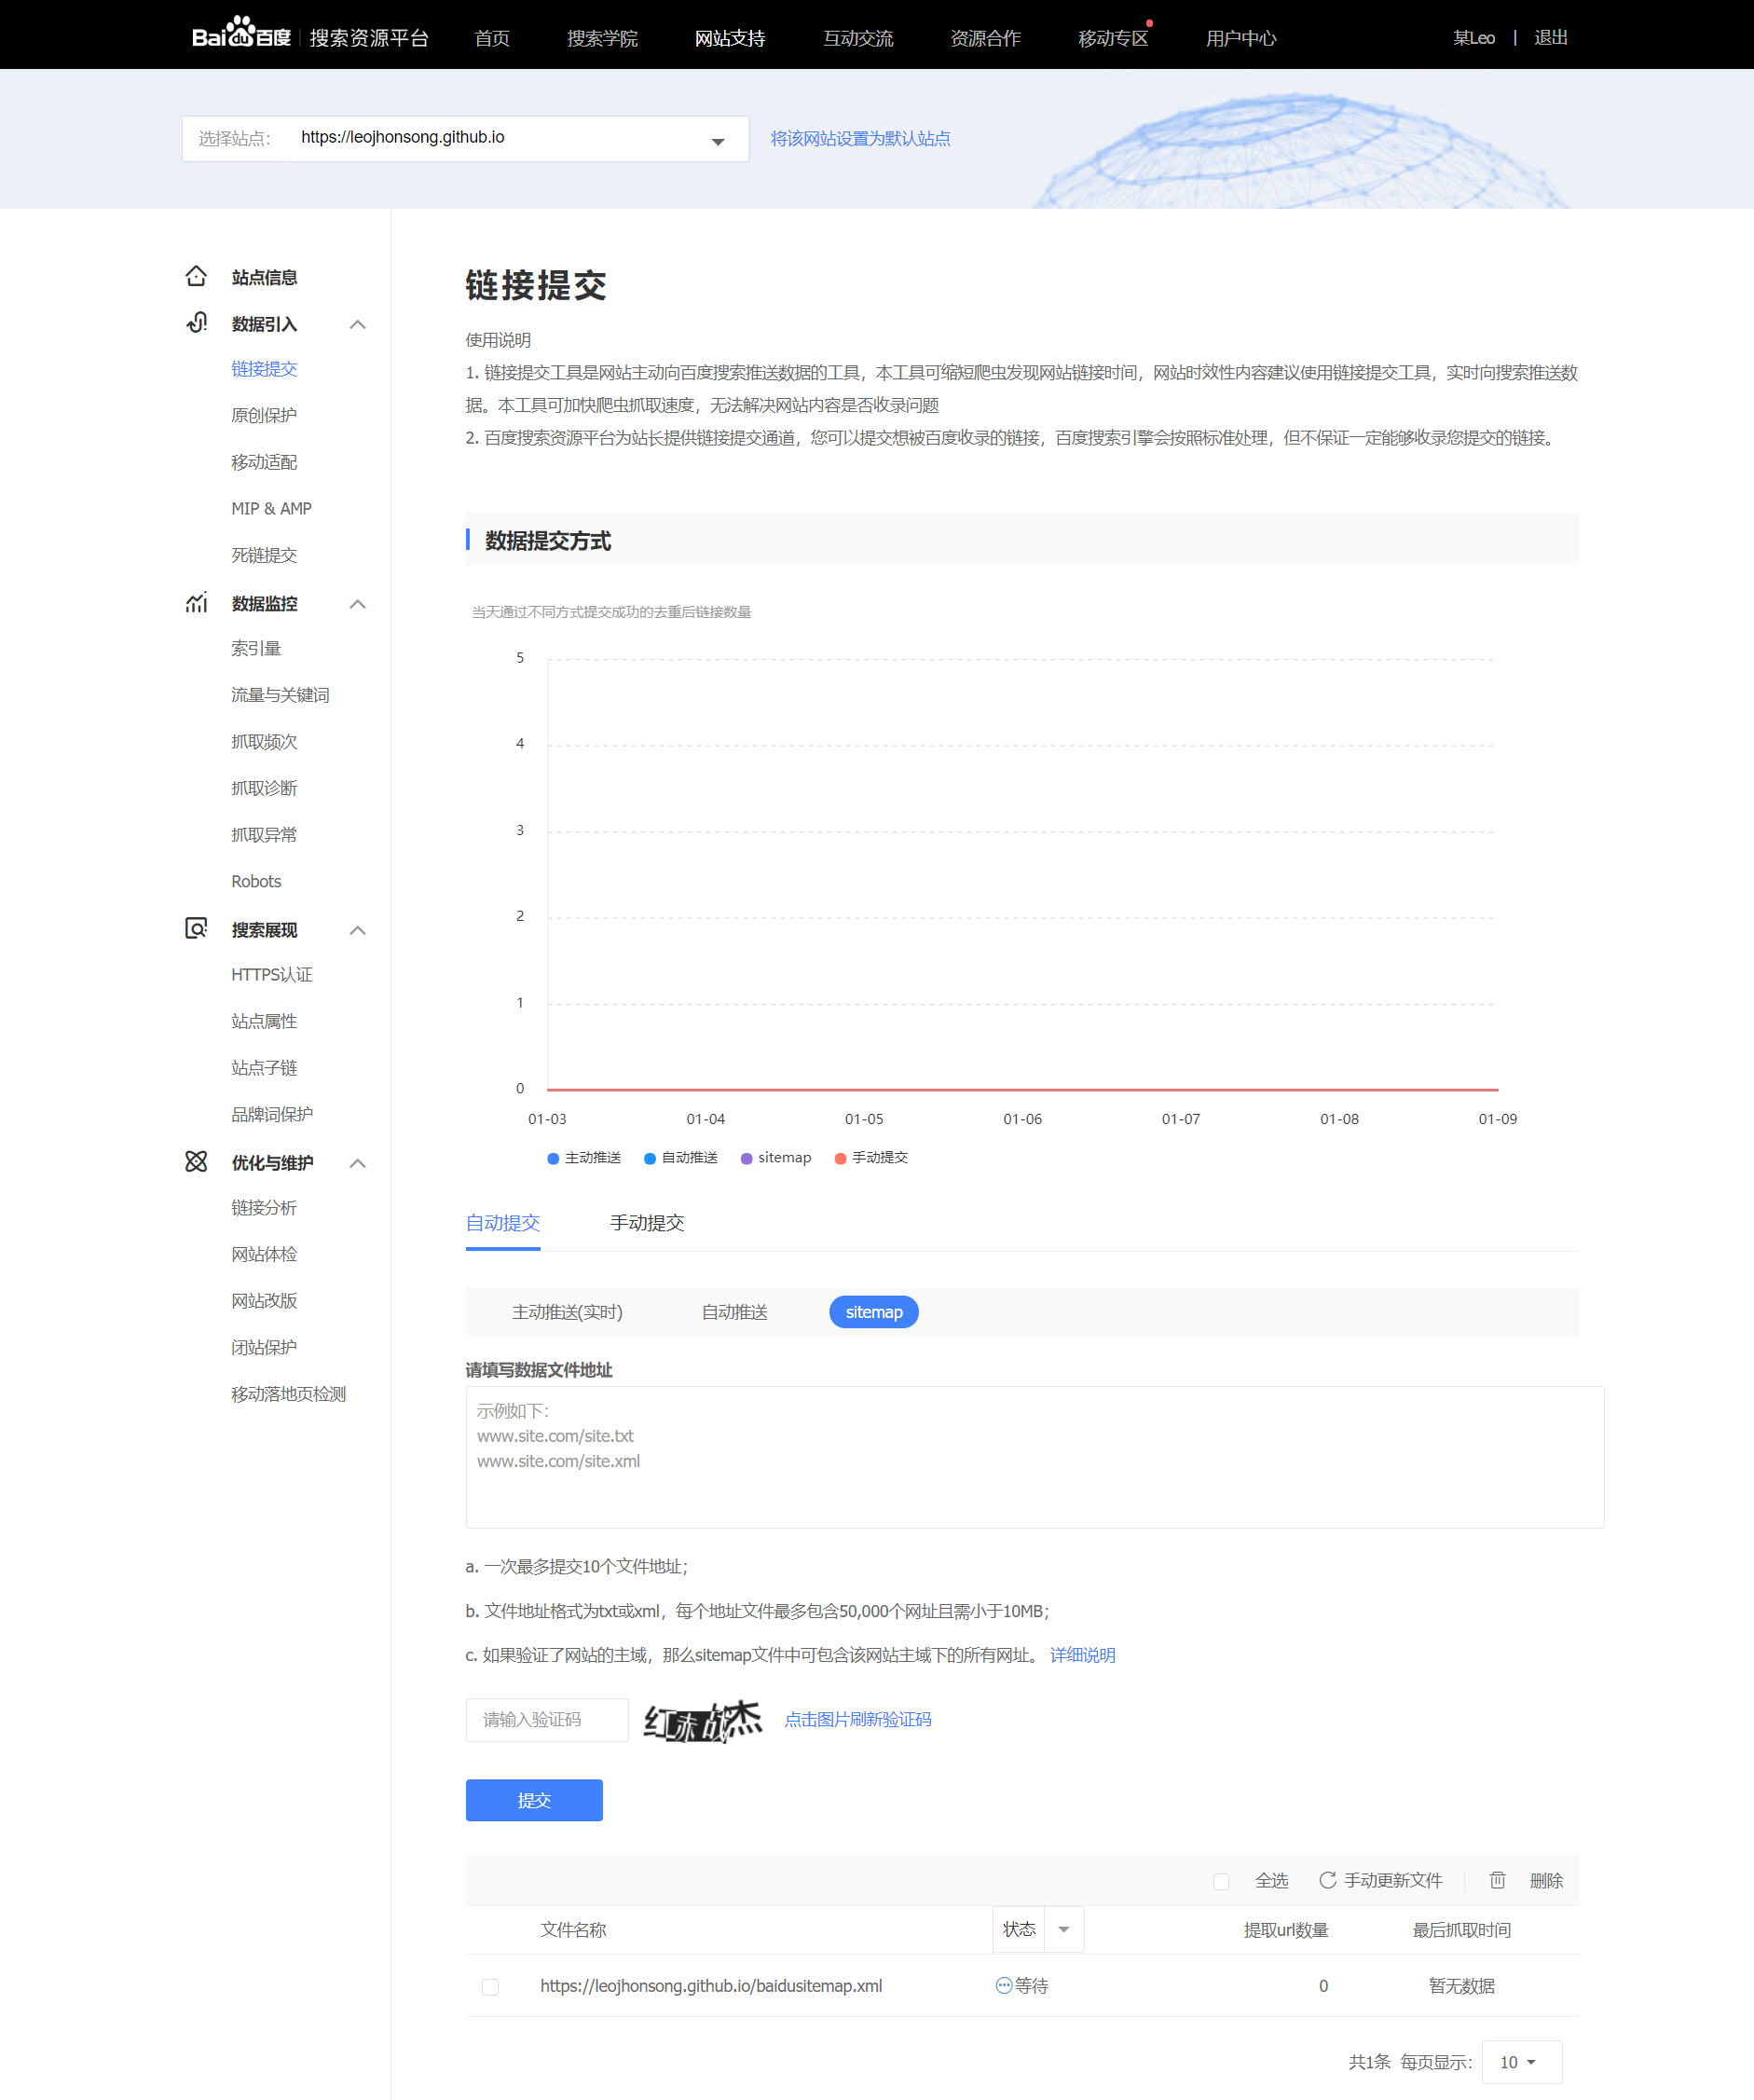 Bai du 百度 搜索资源平台 首页 搜索学院 网站支持 互动交流 资源合作 移动专区 用户中心 某Leo | 退出
选择站点： https://leojhonsong.github.io 将该网站设置为默认站点
站点信息
数据引入
链接提交
原创保护
移动适配
MIP & AMP
死链提交
数据监控
索引量
流量与关键词
抓取频次
抓取诊断
抓取异常
Robots
搜索展现
HTTPS认证
站点属性
站点子链
品牌词保护
优化与维护
链接分析
网站体检
网站改版
闭站保护
移动落地页检测
链接提交
使用说明
1. 链接提交工具是网站主动向百度搜索推送数据的工具，本工具可缩短爬虫发现网站链接时间，网站时效性内容建议使用链接提交工具，实时向搜索推送数
据。本工具可加快爬虫抓取速度，无法解决网站内容是否收录问题
2. 百度搜索资源平台为站长提供链接提交通道，您可以提交想被百度收录的链接，百度搜索引擎会按照标准处理，但不保证一定能够收录您提交的链接。
数据提交方式
当天通过不同方式提交成功的去重后链接数量
5
4
3
2
1
0
01-03 01-04 01-05 01-06 01-07 01-08 01-09
主动推送 自动推送 sitemap 手动提交
自动提交 手动提交
主动推送(实时) 自动推送 sitemap
请填写数据文件地址
示例如下：
www.site.com/site.txt
www.site.com/site.xml
a. 一次最多提交10个文件地址；
b. 文件地址格式为txt或xml，每个地址文件最多包含50,000个网址且需小于10MB；
c. 如果验证了网站的主域，那么sitemap文件中可包含该网站主域下的所有网址。 详细说明
请输入验证码 红赤战杰 点击图片刷新验证码
提交
全选 手动更新文件 删除
文件名称 状态 提取url数量 最后抓取时间
https://leojhonsong.github.io/baidusitemap.xml 等待 0 暂无数据
共1条 每页显示： 10